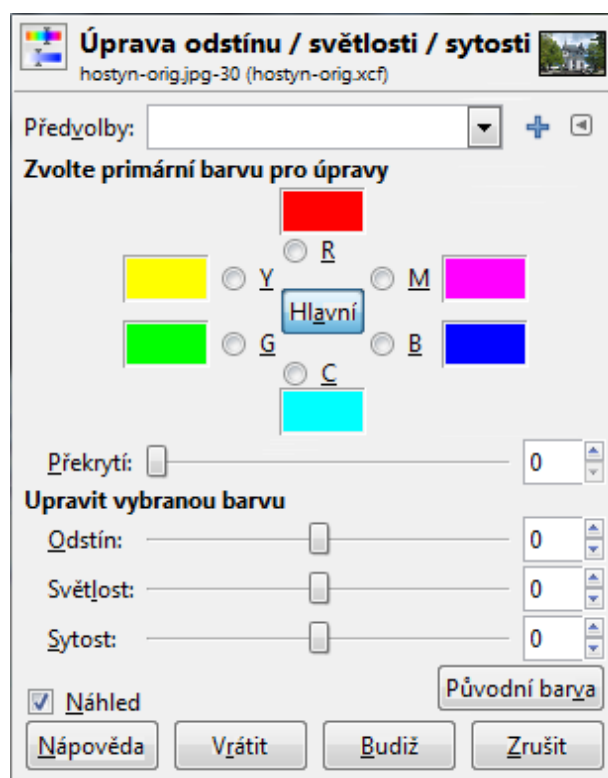 Úprava odstínu / světlosti / sytosti
hostyn-orig.jpg-30 (hostyn-orig.xcf)
Předvolby:
Zvolte primární barvu pro úpravy
R
Y M
Hlavní
G B
C
Překrytí: 0
Upravit vybranou barvu
Odstín: 0
Světlost: 0
Sytost: 0
Původní barva
Náhled
Nápověda Vrátit Budiž Zrušit